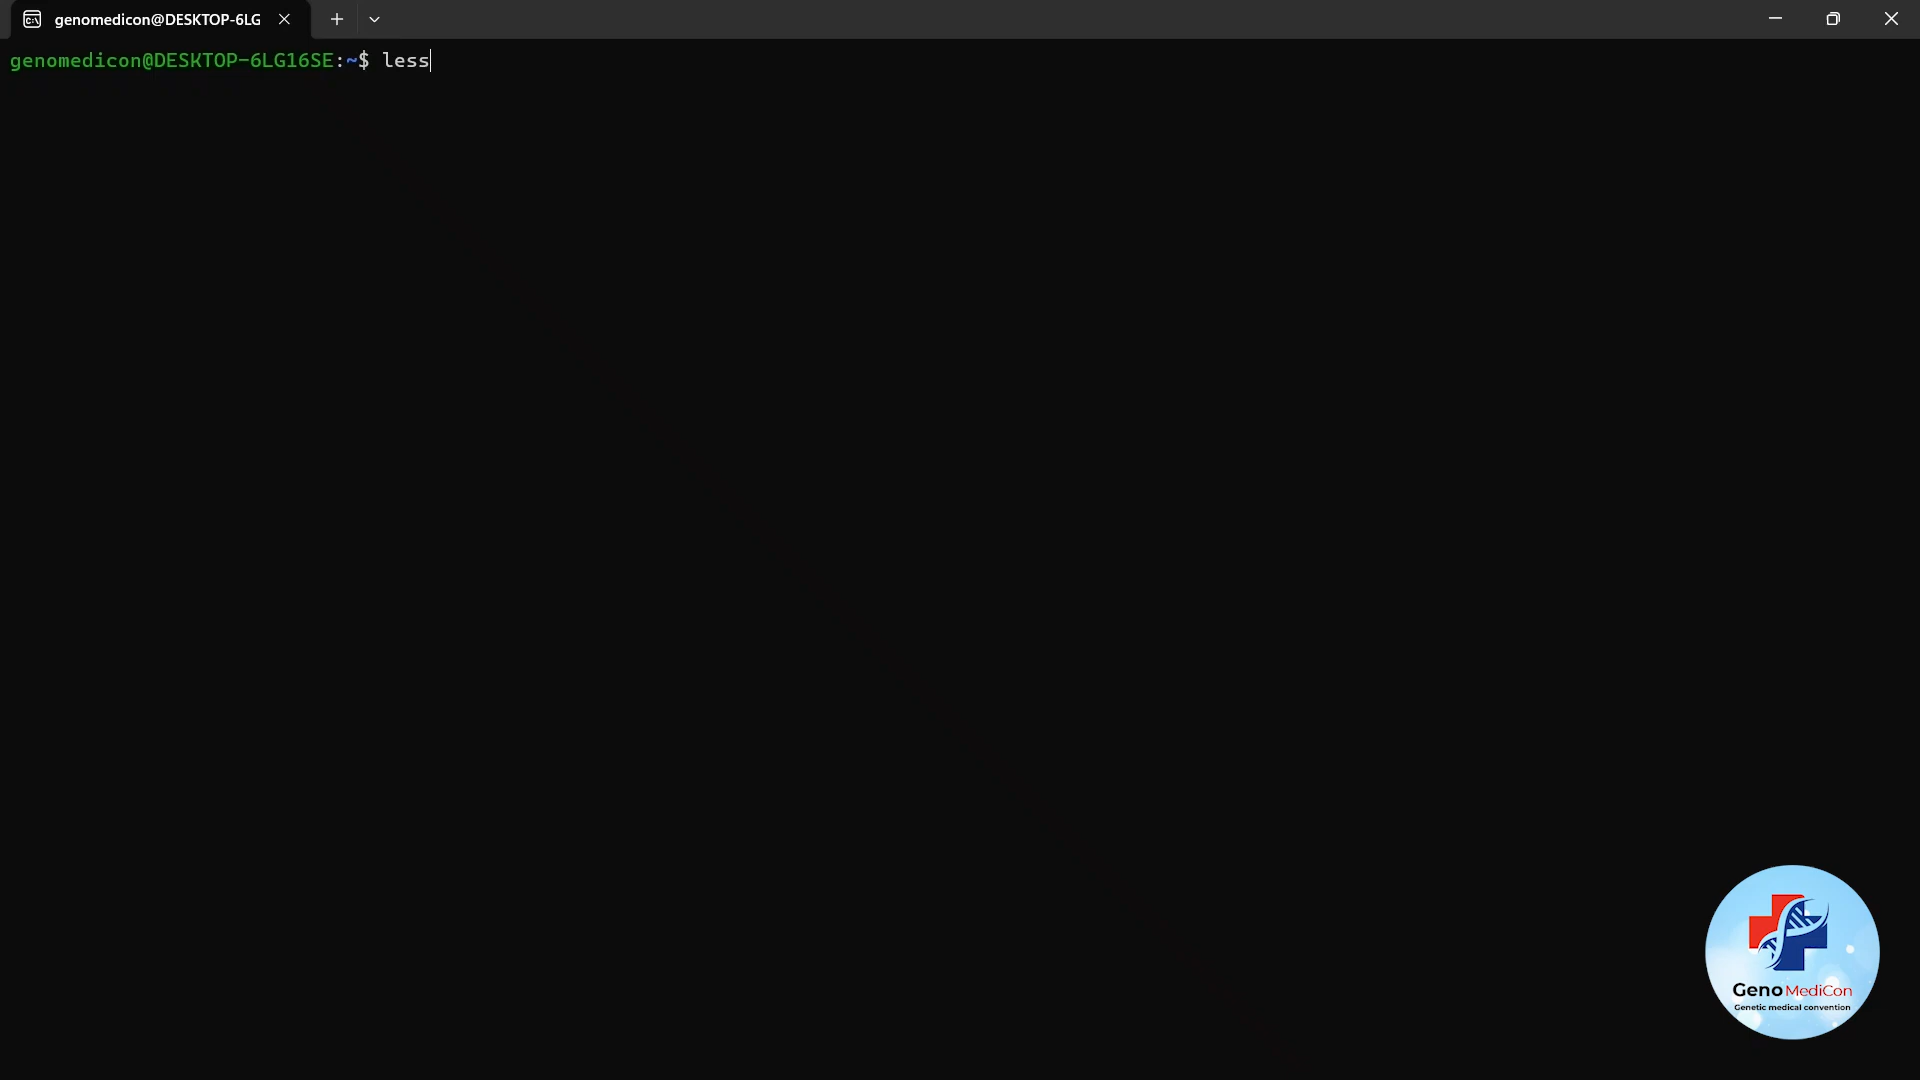 genomedicon@DESKTOP-6LG
genomedicon@DESKTOP-6LG16SE:~$ less
Geno MediCon
Genetic medical convention